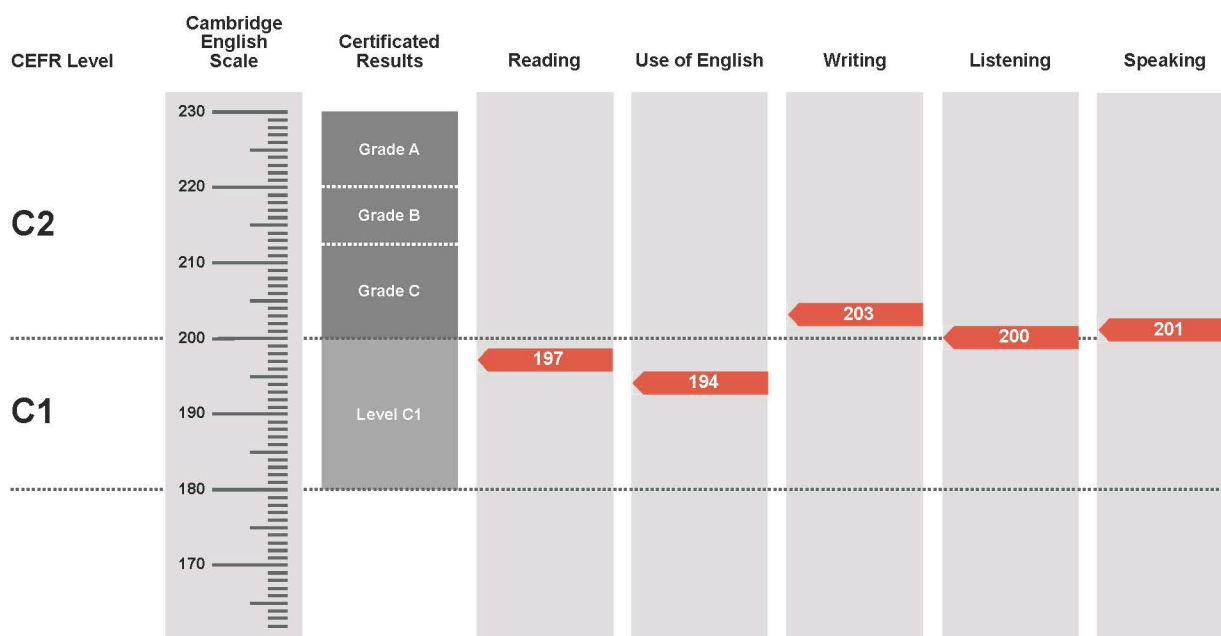 CEFR Level
Cambridge
English
Scale
Certificated
Results
Reading
Use of English
Writing
Listening
Speaking
230
Grade A
220
C2
Grade B
210
Grade C
203
201
200
200
197
194
C1
190
Level C1
180
170